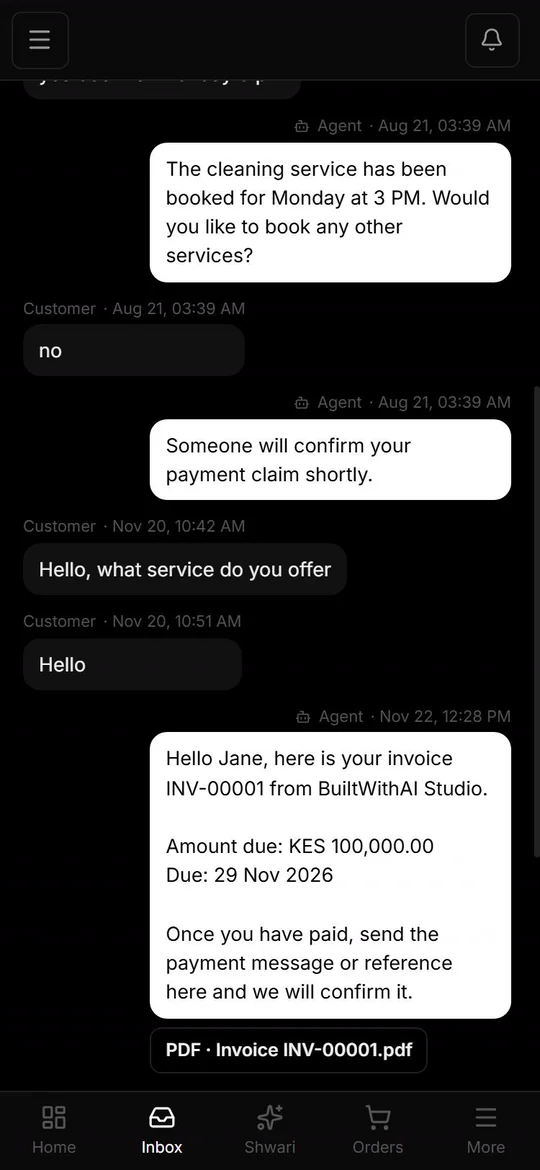 Agent · Aug 21, 03:39 AM
The cleaning service has been
booked for Monday at 3 PM. Would
you like to book any other
services?
Customer · Aug 21, 03:39 AM
no
Agent · Aug 21, 03:39 AM
Someone will confirm your
payment claim shortly.
Customer · Nov 20, 10:42 AM
Hello, what service do you offer
Customer · Nov 20, 10:51 AM
Hello
Agent · Nov 22, 12:28 PM
Hello Jane, here is your invoice
INV-00001 from BuiltWithAI Studio.
Amount due: KES 100,000.00
Due: 29 Nov 2026
Once you have paid, send the
payment message or reference
here and we will confirm it.
PDF · Invoice INV-00001.pdf
Home Inbox Shwari Orders More